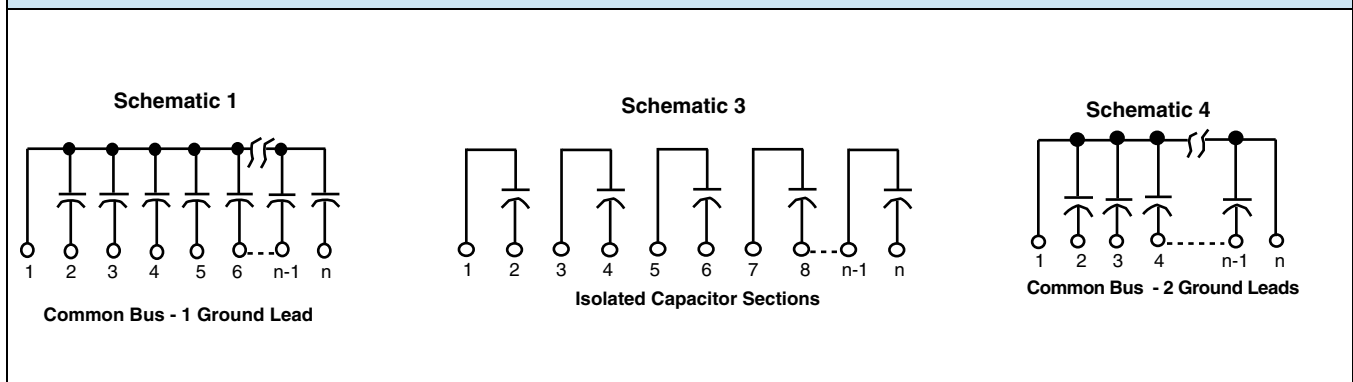 Schematic 1
1 2 3 4 5 6 n-1 n
Common Bus - 1 Ground Lead
Schematic 3
1 2 3 4 5 6 7 8 n-1 n
Isolated Capacitor Sections
Schematic 4
1 2 3 4 n-1 n
Common Bus - 2 Ground Leads